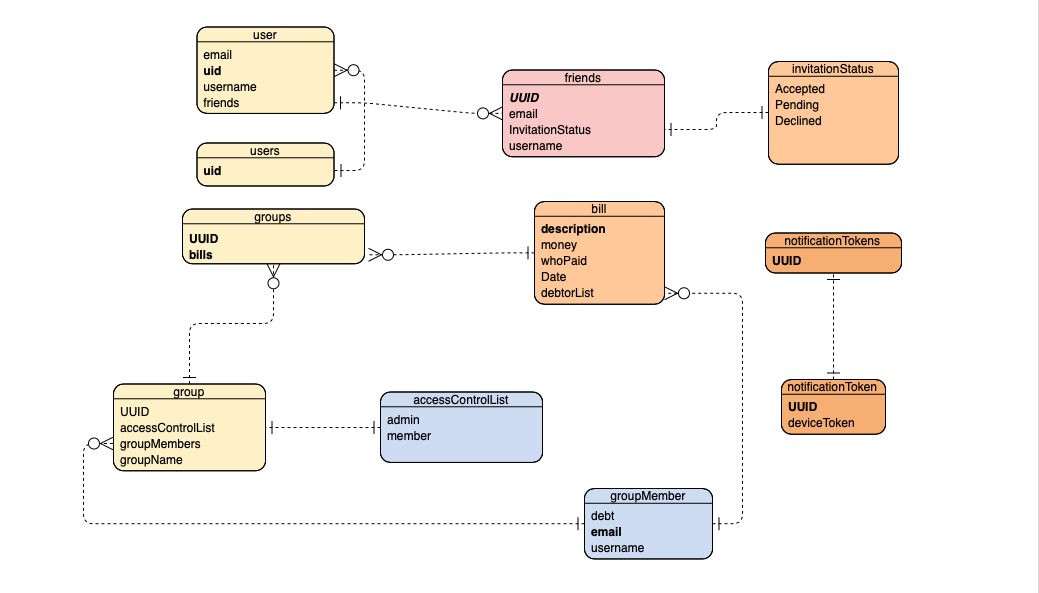 user
email
uid
username
friends
users
uid
friends
UUID
email
InvitationStatus
username
invitationStatus
Accepted
Pending
Declined
groups
UUID
bills
bill
description
money
whoPaid
Date
debtorList
notificationTokens
UUID
notificationToken
UUID
deviceToken
group
UUID
accessControlList
groupMembers
groupName
accessControlList
admin
member
groupMember
debt
email
username